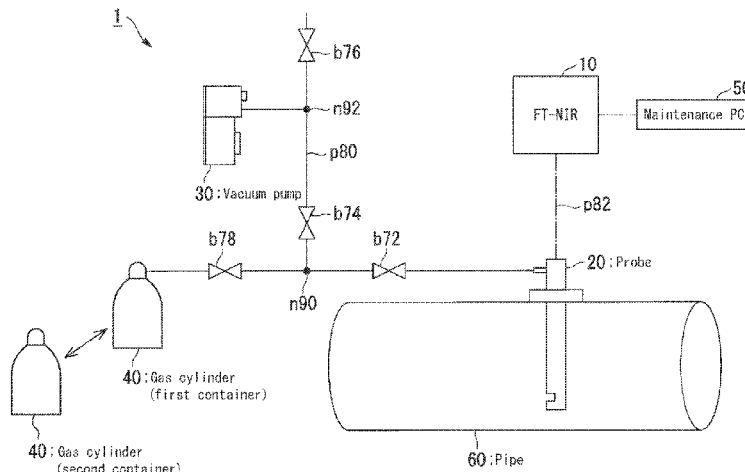 1
b76
10
50
n92
FT-NIR
Maintenance PC
p80
30:Vacuum pump
b74
p82
b78
b72
20:Probe
n90
40:Gas cylinder
(first container)
40:Gas cylinder
(second container)
60:Pipe